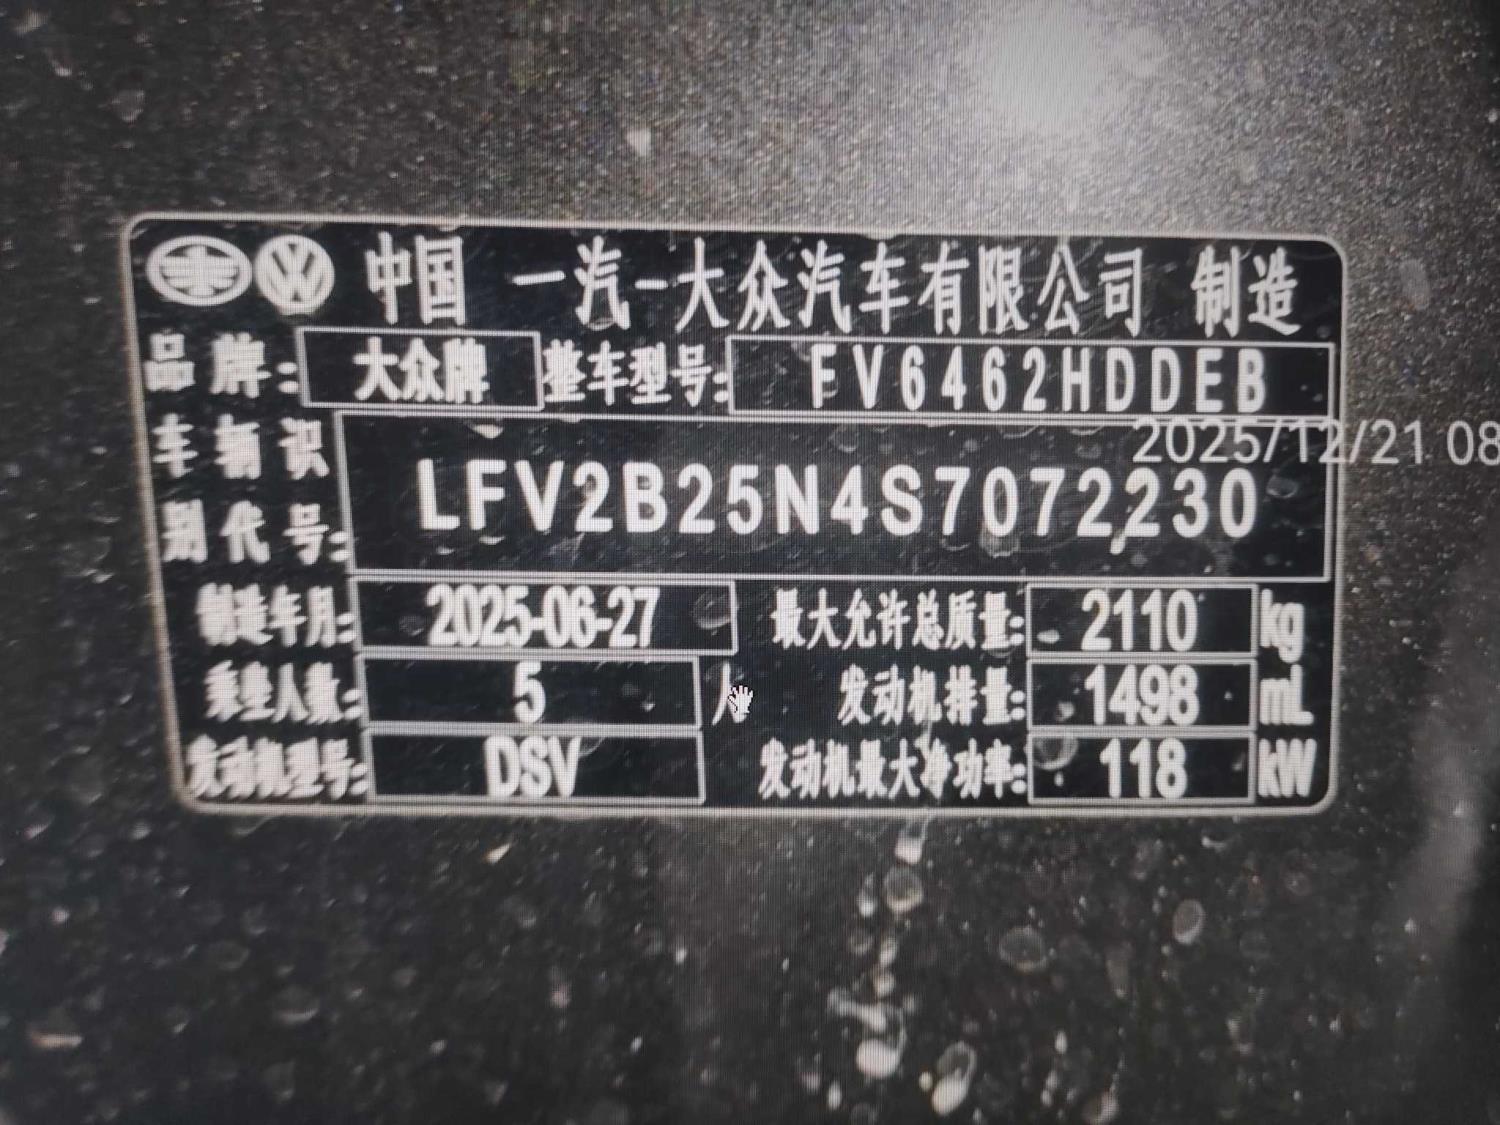 中国 一汽-大众汽车有限公司 制造
品牌: 大众牌 整车型号: FV6462HDDEB
2025/12/21 08
车辆识别代号: LFV2B25N4S7072230
制造年月: 2025-06-27 最大允许总质量: 2110 kg
乘坐人数: 5 人 发动机排量: 1498 mL
发动机型号: DSV 发动机最大净功率: 118 kW